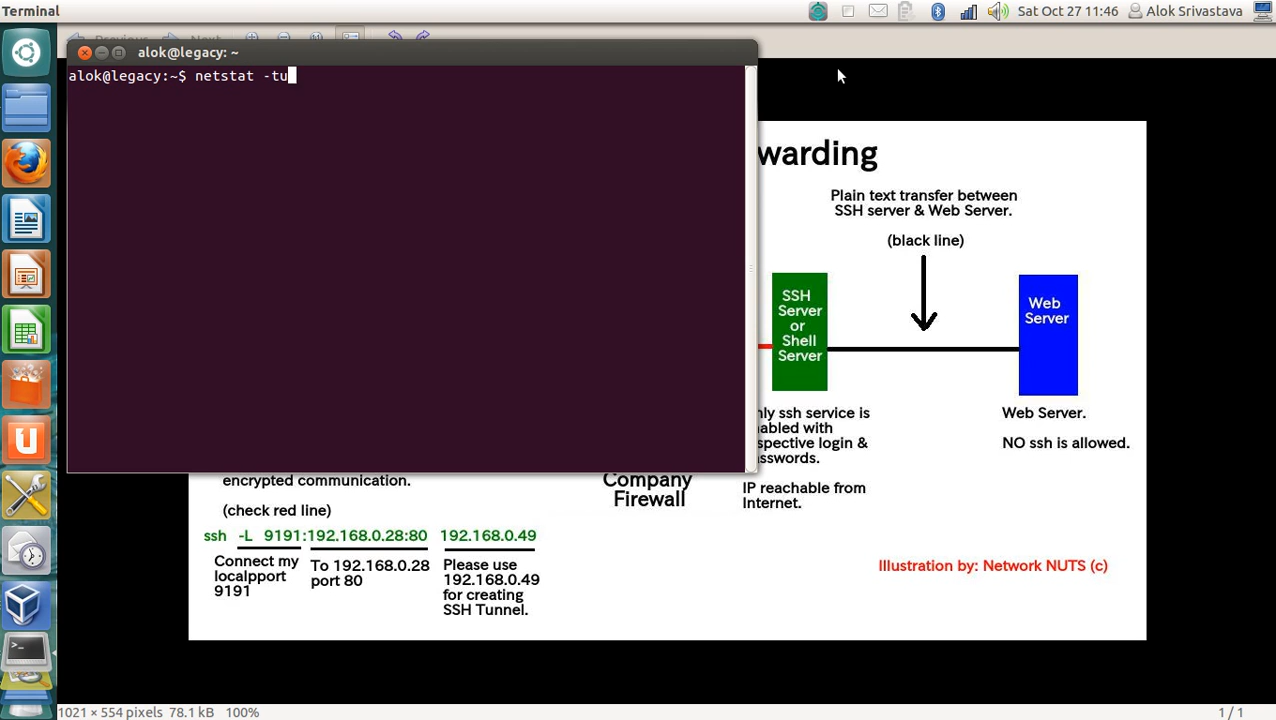 Terminal
Sat Oct 27 11:46
Alok Srivastava
Previous
Next
alok@legacy: ~
alok@legacy:~$ netstat -tu
warding
Plain text transfer between
SSH server & Web Server.
(black line)
SSH
Server
or
Shell
Server
Web
Server
nly ssh service is
abled with
spective login &
asswords.
IP reachable from
Internet.
Web Server.
NO ssh is allowed.
encrypted communication.
(check red line)
Company
Firewall
ssh -L 9191:192.168.0.28:80 192.168.0.49
Connect my
localpport
9191
To 192.168.0.28
port 80
Please use
192.168.0.49
for creating
SSH Tunnel.
Illustration by: Network NUTS (c)
1021 × 554 pixels 78.1 kB 100%
1 / 1